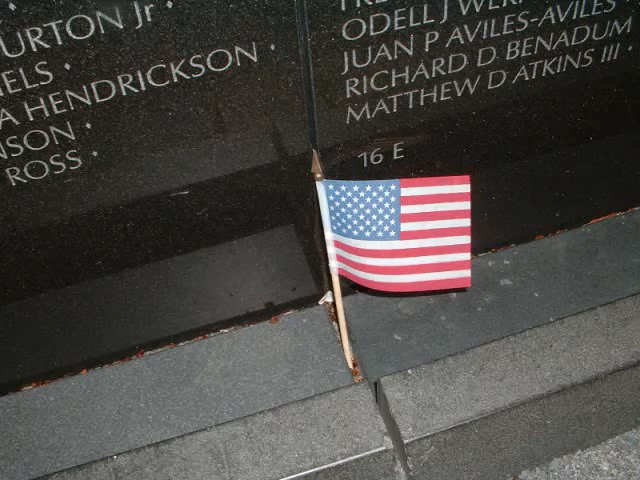 URTON Jr ·
ELS ·
A HENDRICKSON ·
NSON ·
ROSS ·
ODELL J
JUAN P AVILES-AVILES ·
RICHARD D BENADUM ·
MATTHEW D ATKINS III ·
16 E